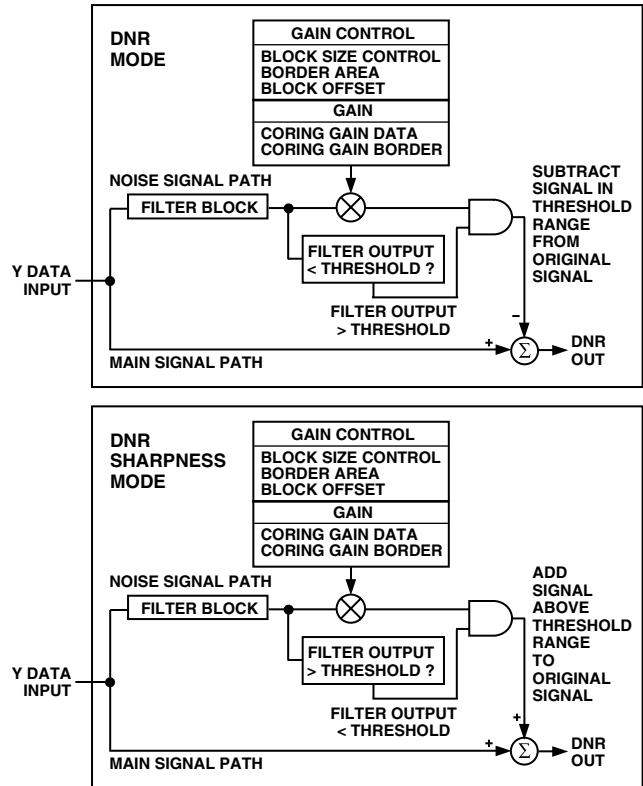 DNR
MODE
GAIN CONTROL
BLOCK SIZE CONTROL
BORDER AREA
BLOCK OFFSET
GAIN
CORING GAIN DATA
CORING GAIN BORDER
NOISE SIGNAL PATH
FILTER BLOCK
FILTER OUTPUT
< THRESHOLD ?
FILTER OUTPUT
> THRESHOLD
SUBTRACT
SIGNAL IN
THRESHOLD
RANGE
FROM
ORIGINAL
SIGNAL
Y DATA
INPUT
MAIN SIGNAL PATH
+
–
Σ
DNR
OUT
DNR
SHARPNESS
MODE
GAIN CONTROL
BLOCK SIZE CONTROL
BORDER AREA
BLOCK OFFSET
GAIN
CORING GAIN DATA
CORING GAIN BORDER
NOISE SIGNAL PATH
FILTER BLOCK
FILTER OUTPUT
> THRESHOLD ?
FILTER OUTPUT
< THRESHOLD
ADD
SIGNAL
ABOVE
THRESHOLD
RANGE
TO
ORIGINAL
SIGNAL
Y DATA
INPUT
MAIN SIGNAL PATH
+
+
Σ
DNR
OUT